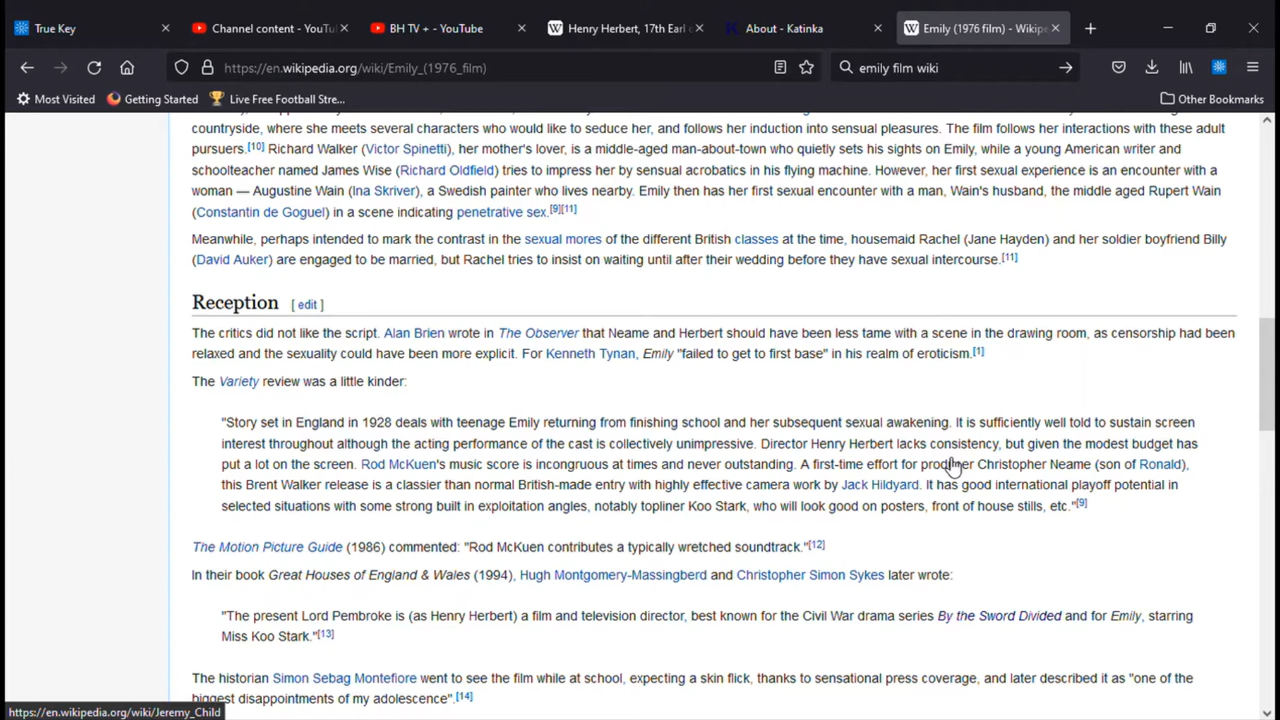 True Key
Channel content - YouTu
BH TV + - YouTube
Henry Herbert, 17th Earl
About - Katinka
Emily (1976 film) - Wikipe
https://en.wikipedia.org/wiki/Emily_(1976_film)
emily film wiki
Most Visited
Getting Started
Live Free Football Stre...
Other Bookmarks
countryside, where she meets several characters who would like to seduce her, and follows her induction into sensual pleasures. The film follows her interactions with these adult
pursuers.[10] Richard Walker (Victor Spinetti), her mother's lover, is a middle-aged man-about-town who quietly sets his sights on Emily, while a young American writer and
schoolteacher named James Wise (Richard Oldfield) tries to impress her by sensual acrobatics in his flying machine. However, her first sexual experience is an encounter with a
woman — Augustine Wain (Ina Skriver), a Swedish painter who lives nearby. Emily then has her first sexual encounter with a man, Wain's husband, the middle aged Rupert Wain
(Constantin de Goguel) in a scene indicating penetrative sex.[9][11]
Meanwhile, perhaps intended to mark the contrast in the sexual mores of the different British classes at the time, housemaid Rachel (Jane Hayden) and her soldier boyfriend Billy
(David Auker) are engaged to be married, but Rachel tries to insist on waiting until after their wedding before they have sexual intercourse.[11]
Reception [ edit ]
The critics did not like the script. Alan Brien wrote in The Observer that Neame and Herbert should have been less tame with a scene in the drawing room, as censorship had been
relaxed and the sexuality could have been more explicit. For Kenneth Tynan, Emily "failed to get to first base" in his realm of eroticism.[1]
The Variety review was a little kinder:
"Story set in England in 1928 deals with teenage Emily returning from finishing school and her subsequent sexual awakening. It is sufficiently well told to sustain screen
interest throughout although the acting performance of the cast is collectively unimpressive. Director Henry Herbert lacks consistency, but given the modest budget has
put a lot on the screen. Rod McKuen's music score is incongruous at times and never outstanding. A first-time effort for producer Christopher Neame (son of Ronald),
this Brent Walker release is a classier than normal British-made entry with highly effective camera work by Jack Hildyard. It has good international playoff potential in
selected situations with some strong built in exploitation angles, notably topliner Koo Stark, who will look good on posters, front of house stills, etc."[9]
The Motion Picture Guide (1986) commented: "Rod McKuen contributes a typically wretched soundtrack."[12]
In their book Great Houses of England & Wales (1994), Hugh Montgomery-Massingberd and Christopher Simon Sykes later wrote:
"The present Lord Pembroke is (as Henry Herbert) a film and television director, best known for the Civil War drama series By the Sword Divided and for Emily, starring
Miss Koo Stark."[13]
The historian Simon Sebag Montefiore went to see the film while at school, expecting a skin flick, thanks to sensational press coverage, and later described it as "one of the
biggest disappointments of my adolescence".[14]
https://en.wikipedia.org/wiki/Jeremy_Child